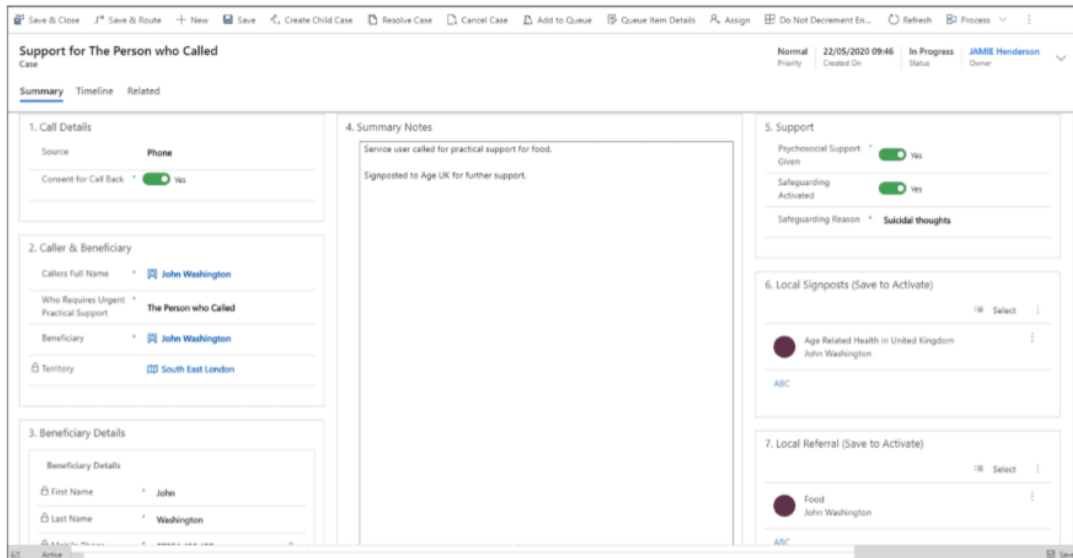 Save & Close Save & Route New Save Create Child Case Resolve Case Cancel Case Add to Queue Queue Item Details Assign Do Not Decrement En... Refresh Process
Support for The Person who Called
Case
Normal 22/05/2020 09:46 In Progress JAMIE Henderson
Priority Created On Status Owner
Summary Timeline Related
1. Call Details
Source Phone
Consent for Call Back * Yes
2. Caller & Beneficiary
Callers Full Name * John Washington
Who Requires Urgent * The Person who Called
Practical Support
Beneficiary * John Washington
Territory South East London
3. Beneficiary Details
Beneficiary Details
First Name * John
Last Name * Washington
4. Summary Notes
Service user called for practical support for food.
Signposted to Age UK for further support.
5. Support
Psychosocial Support * Yes
Given
Safeguarding Yes
Activated
Safeguarding Reason * Suicidal thoughts
6. Local Signposts (Save to Activate)
Select
Age Related Health in United Kingdom
John Washington
ABC
7. Local Referral (Save to Activate)
Select
Food
John Washington
ABC
Active Save